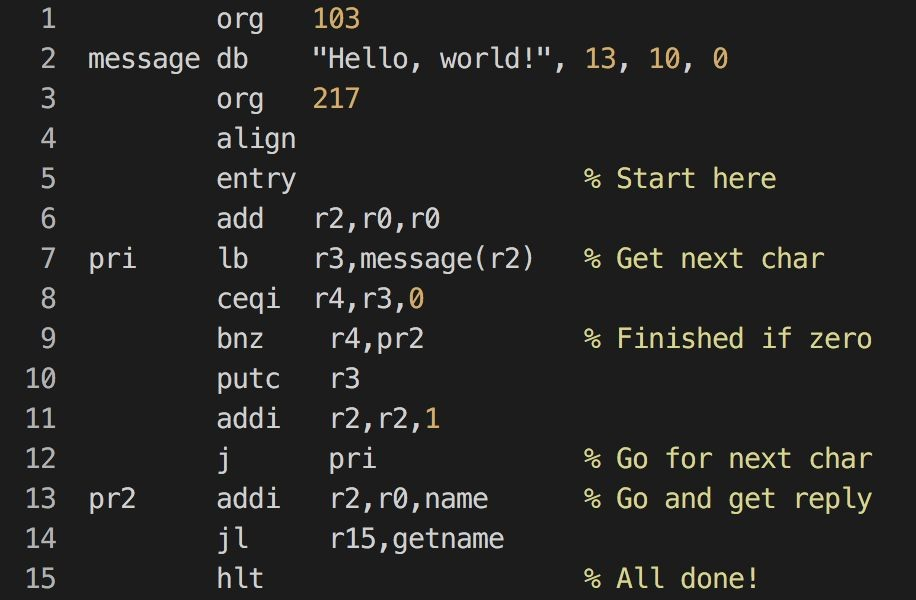 1 org 103
2 message db "Hello, world!", 13, 10, 0
3 org 217
4 align
5 entry % Start here
6 add r2,r0,r0
7 pri lb r3,message(r2) % Get next char
8 ceqi r4,r3,0
9 bnz r4,pr2 % Finished if zero
10 putc r3
11 addi r2,r2,1
12 j pri % Go for next char
13 pr2 addi r2,r0,name % Go and get reply
14 jl r15,getname
15 hlt % All done!